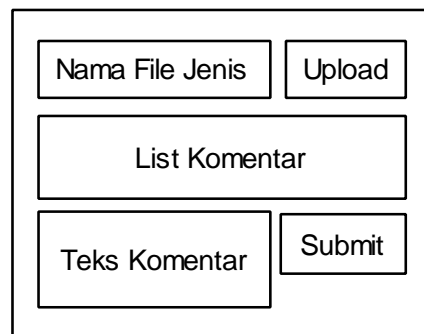 Nama File Jenis
Upload
List Komentar
Teks Komentar
Submit